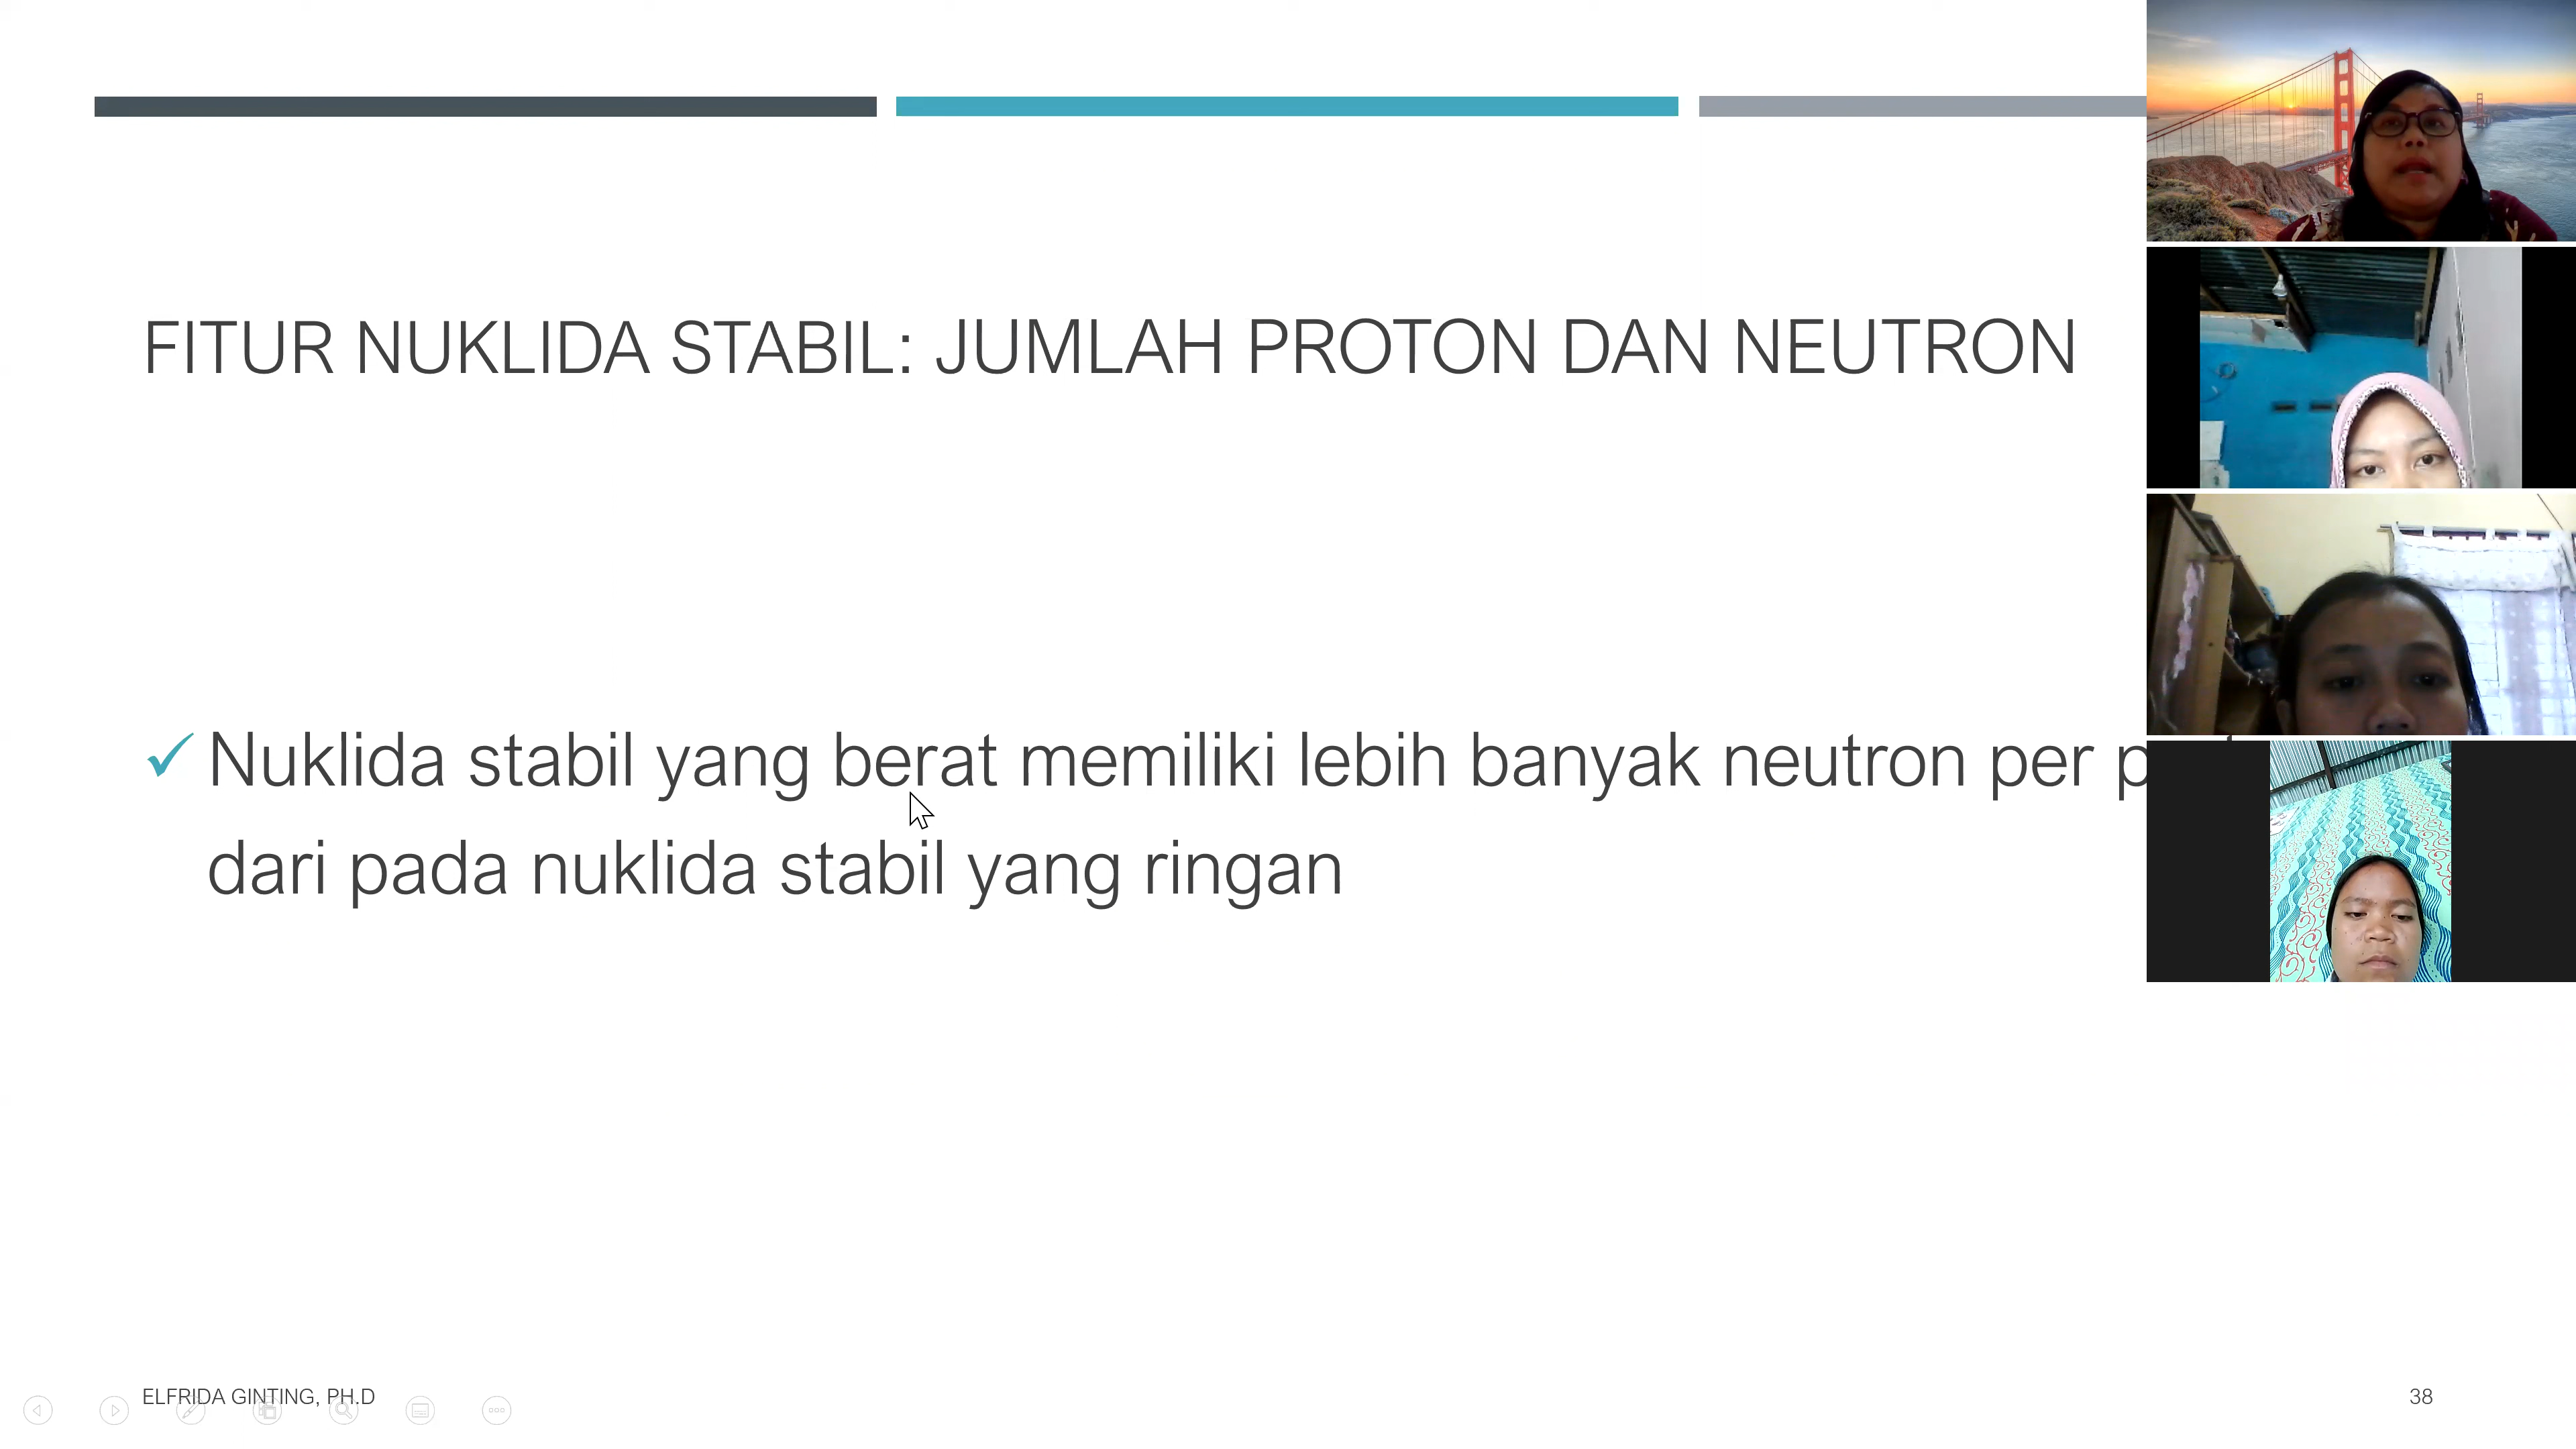 FITUR NUKLIDA STABIL: JUMLAH PROTON DAN NEUTRON
Nuklida stabil yang berat memiliki lebih banyak neutron per
dari pada nuklida stabil yang ringan
ELFRIDA GINTING, PH.D
38